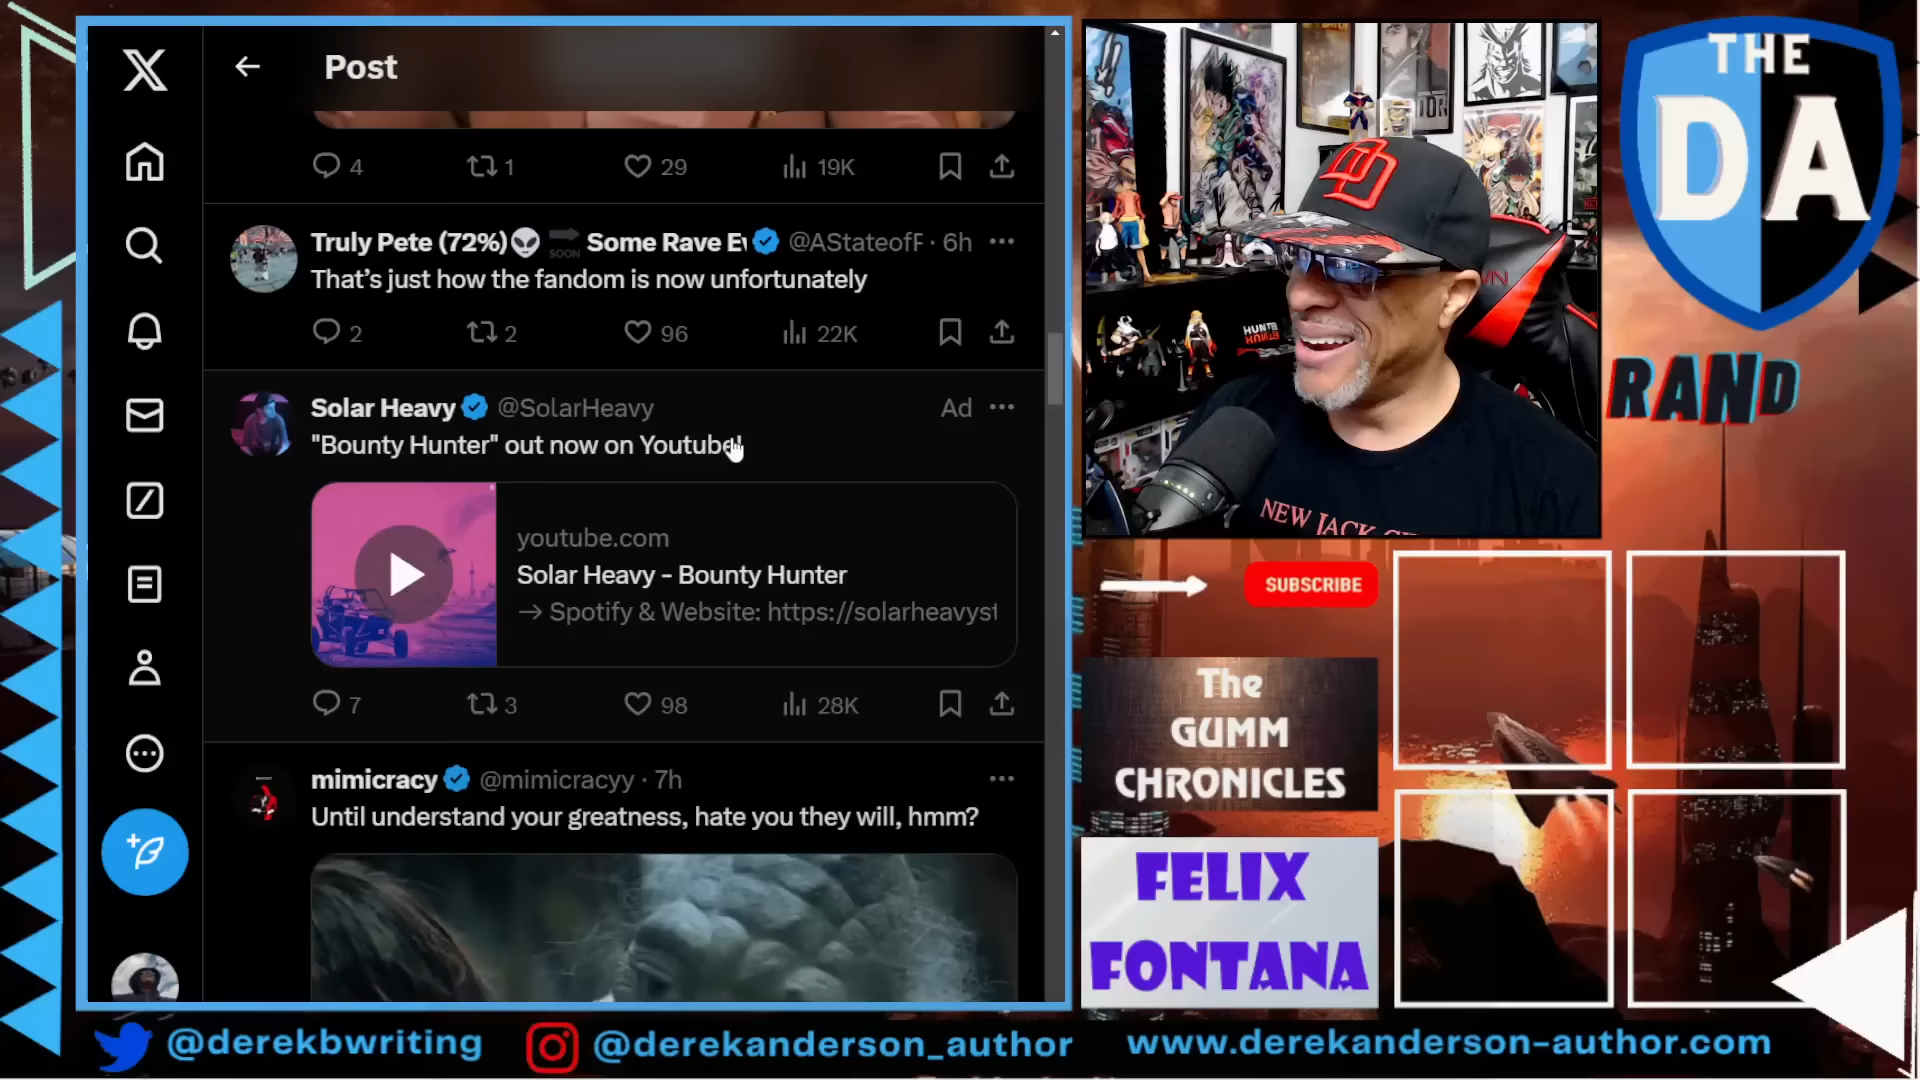 Post
4
1
29
19K
Truly Pete (72%) SOON Some Rave Ev @AStateofF · 6h
That's just how the fandom is now unfortunately
2
2
96
22K
Solar Heavy @SolarHeavy Ad
"Bounty Hunter" out now on Youtube!
youtube.com
Solar Heavy - Bounty Hunter
→ Spotify & Website: https://solarheavyst
7
3
98
28K
mimicracy @mimicracyy · 7h
Until understand your greatness, hate you they will, hmm?
HUNTER
HUNTER
NEW JACK
THE
DA
RAND
SUBSCRIBE
The
GUMM
CHRONICLES
FELIX
FONTANA
@derekbwriting
@derekanderson_author
www.derekanderson-author.com